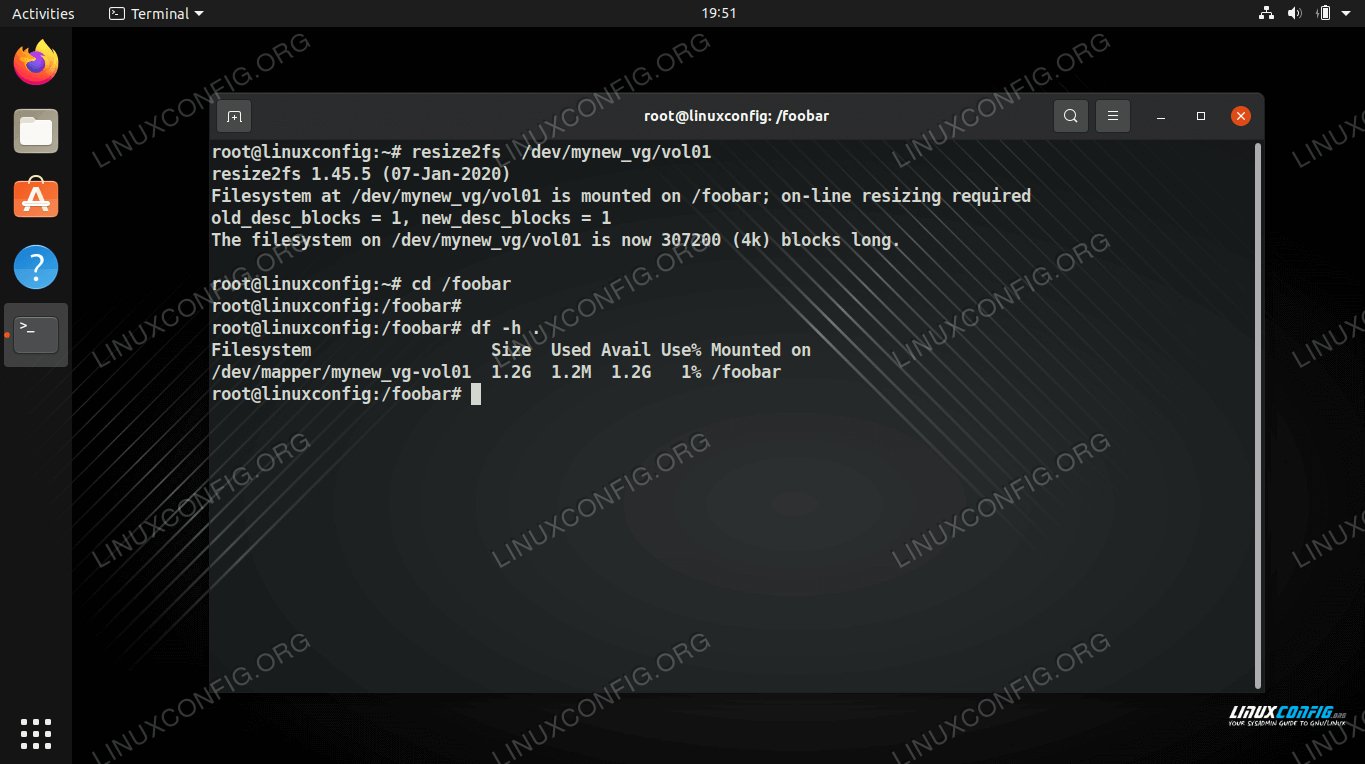 Activities
Terminal
19:51
root@linuxconfig: /foobar
root@linuxconfig:~# resize2fs  /dev/mynew_vg/vol01
resize2fs 1.45.5 (07-Jan-2020)
Filesystem at /dev/mynew_vg/vol01 is mounted on /foobar; on-line resizing required
old_desc_blocks = 1, new_desc_blocks = 1
The filesystem on /dev/mynew_vg/vol01 is now 307200 (4k) blocks long.
root@linuxconfig:~# cd /foobar
root@linuxconfig:/foobar#
root@linuxconfig:/foobar# df -h .
Filesystem                  Size  Used Avail Use% Mounted on
/dev/mapper/mynew_vg-vol01  1.2G  1.2M  1.2G   1% /foobar
root@linuxconfig:/foobar#
LINUXCONFIG.ORG
LINUXCONFIG.ORG
LINUXCONFIG.ORG
LINUXCONFIG.ORG
LINUXCONFIG.ORG
LINUXCONFIG.ORG
LINUXCONFIG.ORG
LINUXCONFIG.ORG
LINUXCONFIG.ORG
LINUXCONFIG.ORG
LINUXCONFIG.ORG
LINUXCONFIG.ORG
LINUXCONFIG.ORG
YOUR SYSADMIN GUIDE TO GNU/LINUX